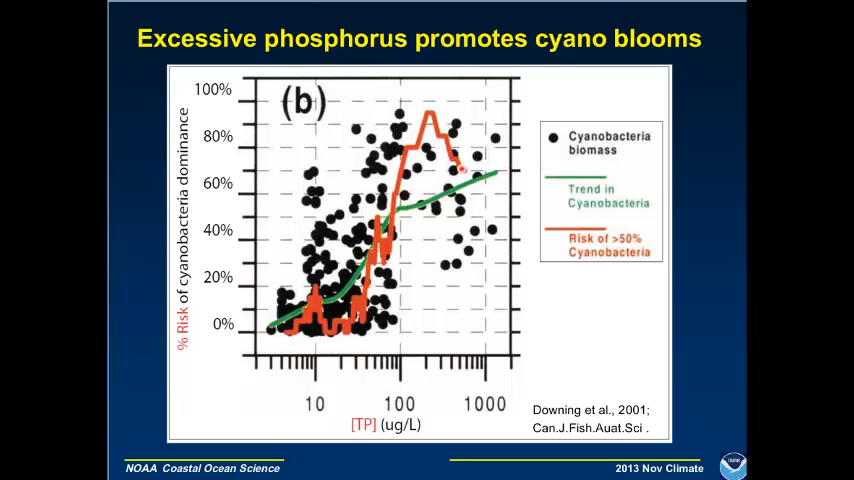 Excessive phosphorus promotes cyano blooms
(b)
100%
80%
60%
40%
20%
0%
% Risk of cyanobacteria dominance
10 100 1000
[TP] (ug/L)
Cyanobacteria
biomass
Trend in
Cyanobacteria
Risk of >50%
Cyanobacteria
Downing et al., 2001;
Can.J.Fish.Auat.Sci .
NOAA Coastal Ocean Science
2013 Nov Climate
NOAA